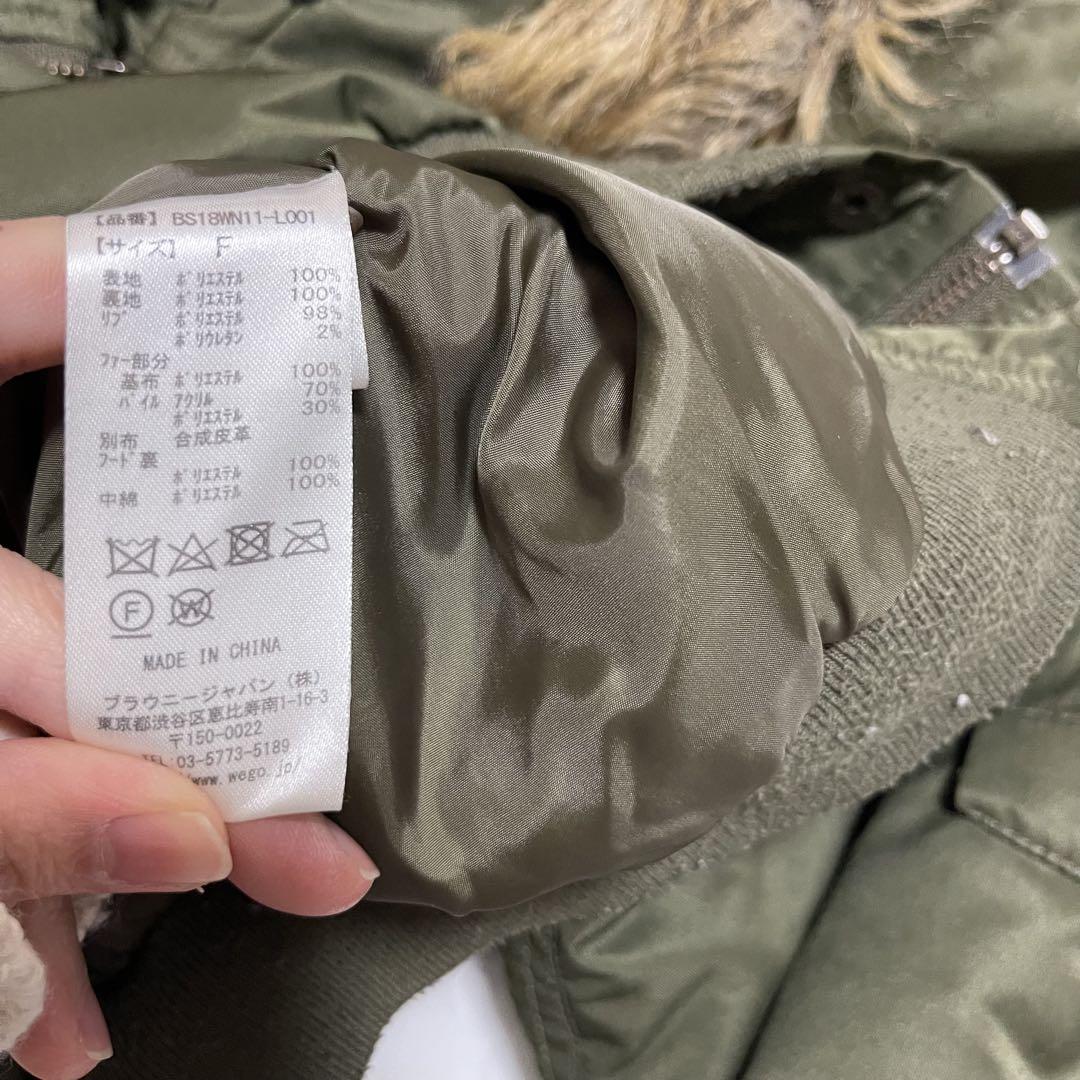 【品番】 BS18WN11-L001
【サイズ】 F
表地 ポリエステル 100%
裏地 ポリエステル 100%
リブ ポリエステル 98%
ポリウレタン 2%
ファー部分
基布 ポリエステル 100%
パイル アクリル 70%
ポリエステル 30%
別布 合成皮革
フード裏
ポリエステル 100%
中綿 ポリエステル 100%
F W
MADE IN CHINA
ブラウニージャパン (株)
東京都渋谷区恵比寿南1-16-3
〒150-0022
TEL:03-5773-5189
www.wego.jp/